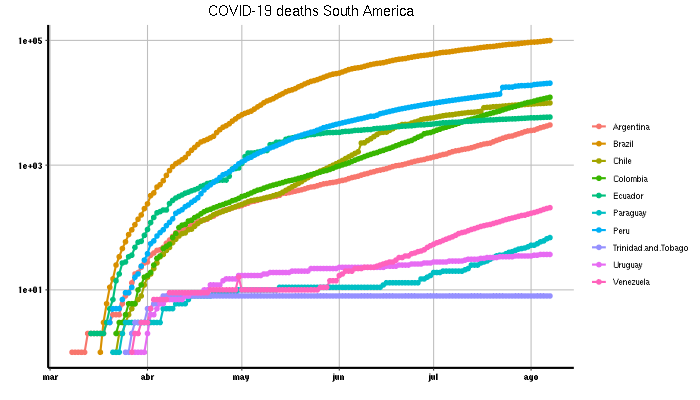 COVID-19 deaths South America
1e+05
1e+03
1e+01
mar abr may jun jul ago
Argentina
Brazil
Chile
Colombia
Ecuador
Paraguay
Peru
Trinidad.and.Tobago
Uruguay
Venezuela